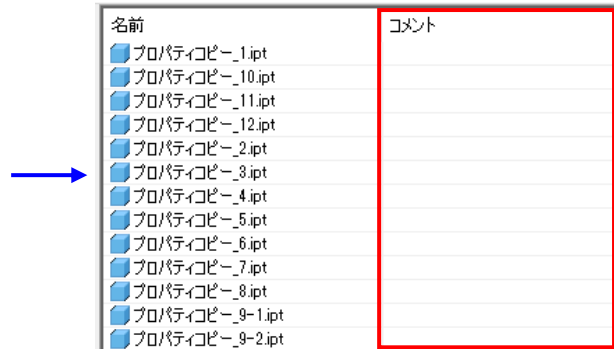 名前 コメント
プロパティコピー_1.ipt
プロパティコピー_10.ipt
プロパティコピー_11.ipt
プロパティコピー_12.ipt
プロパティコピー_2.ipt
プロパティコピー_3.ipt
プロパティコピー_4.ipt
プロパティコピー_5.ipt
プロパティコピー_6.ipt
プロパティコピー_7.ipt
プロパティコピー_8.ipt
プロパティコピー_9-1.ipt
プロパティコピー_9-2.ipt